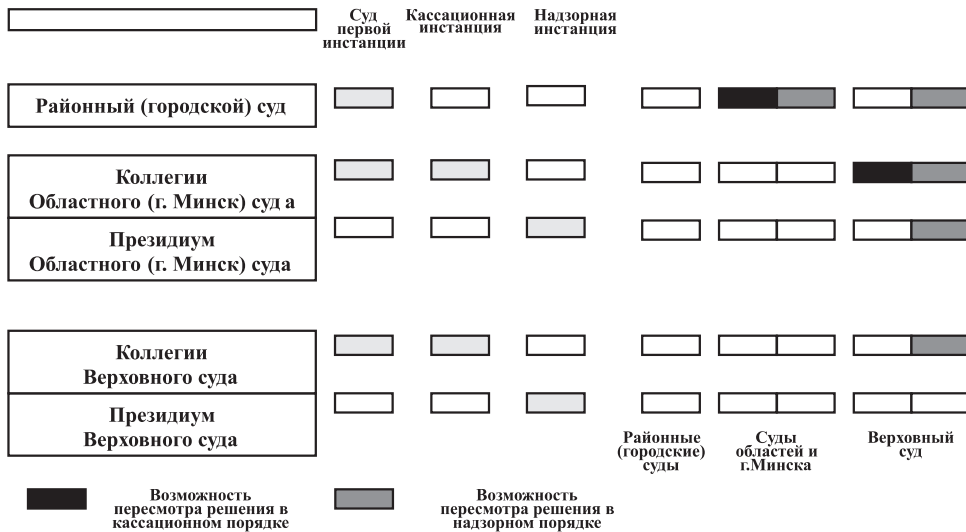 Суд
первой
инстанции
Кассационная
инстанция
Надзорная
инстанция
Районный (городской) суд
Коллегии
Областного (г. Минск) суд а
Президиум
Областного (г. Минск) суда
Коллегии
Верховного суда
Президиум
Верховного суда
Районные
(городские)
суды
Суды
областей и
г.Минска
Верховный
суд
Возможность
пересмотра решения в
кассационном порядке
Возможность
пересмотра решения в
надзорном порядке